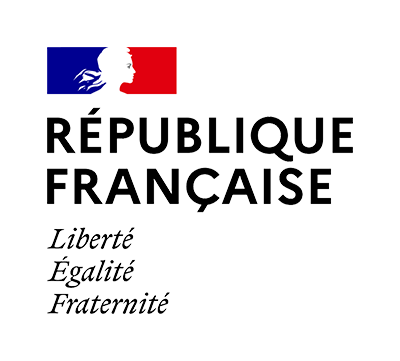 RÉPUBLIQUE
FRANÇAISE
Liberté
Égalité
Fraternité